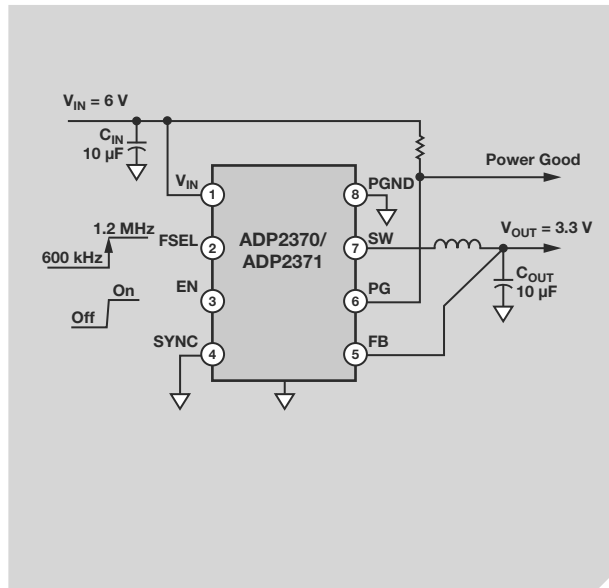 V_IN = 6 V
C_IN
10 µF
Power Good
V_IN
1
8
PGND
1.2 MHz
600 kHz
FSEL
2
ADP2370/
ADP2371
7
SW
V_OUT = 3.3 V
C_OUT
10 µF
On
Off
EN
3
6
PG
SYNC
4
5
FB